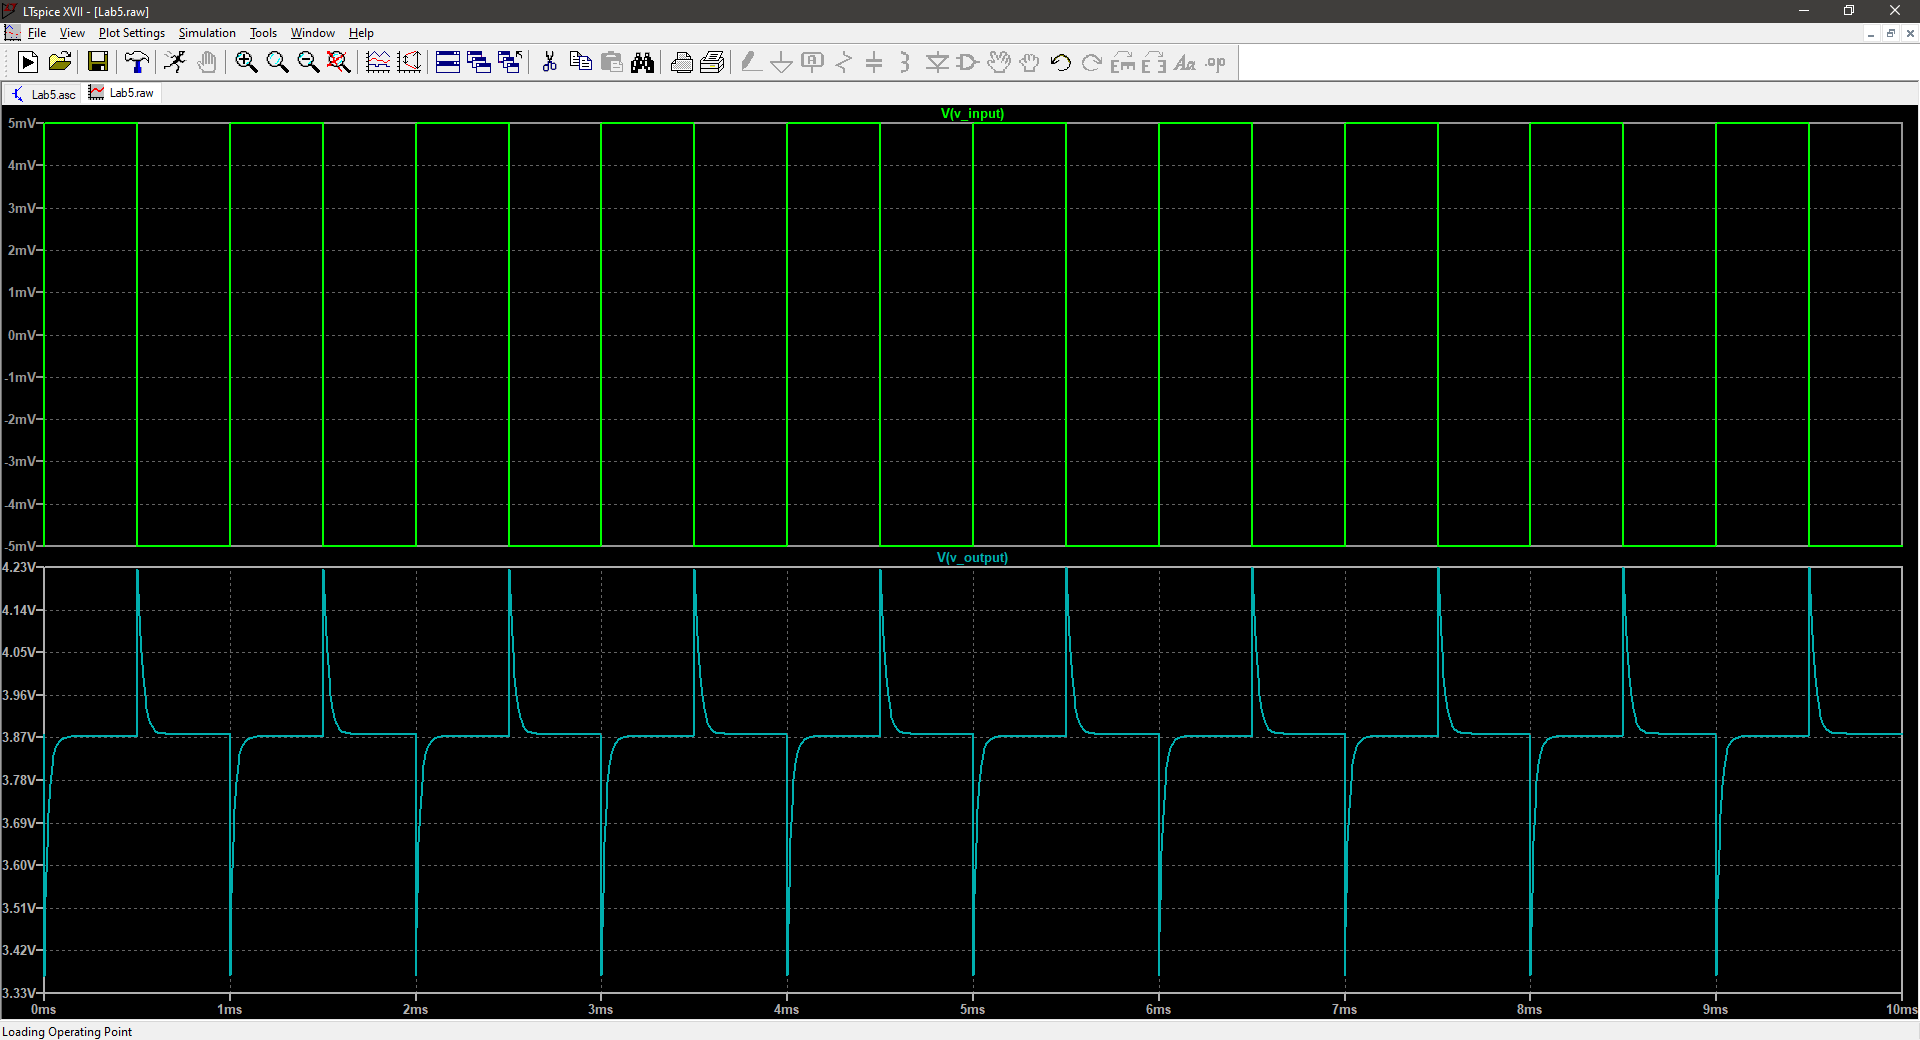 LTspice XVII - [Lab5.raw]
File View Plot Settings Simulation Tools Window Help
Lab5.asc Lab5.raw
V(v_input)
5mV
4mV
3mV
2mV
1mV
0mV
-1mV
-2mV
-3mV
-4mV
-5mV
V(v_output)
4.23V
4.14V
4.05V
3.96V
3.87V
3.78V
3.69V
3.60V
3.51V
3.42V
3.33V
0ms 1ms 2ms 3ms 4ms 5ms 6ms 7ms 8ms 9ms 10ms
Loading Operating Point